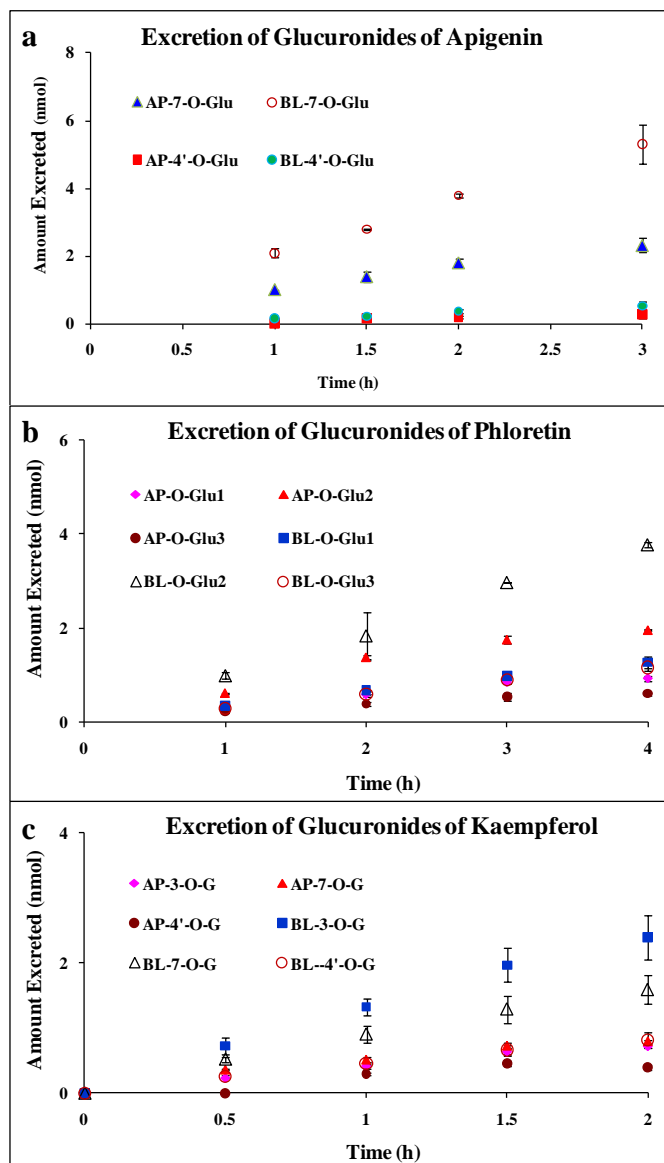 a
Excretion of Glucuronides of Apigenin
8
6
4
2
0
Amount Excreted (nmol)
AP-7-O-Glu BL-7-O-Glu
AP-4'-O-Glu BL-4'-O-Glu
0 0.5 1 1.5 2 2.5 3
Time (h)
b
Excretion of Glucuronides of Phloretin
6
4
2
0
Amount Excreted (nmol)
AP-O-Glu1 AP-O-Glu2
AP-O-Glu3 BL-O-Glu1
BL-O-Glu2 BL-O-Glu3
0 1 2 3 4
Time (h)
c
Excretion of Glucuronides of Kaempferol
4
2
0
Amount Excreted (nmol)
AP-3-O-G AP-7-O-G
AP-4'-O-G BL-3-O-G
BL-7-O-G BL--4'-O-G
0 0.5 1 1.5 2
Time (h)